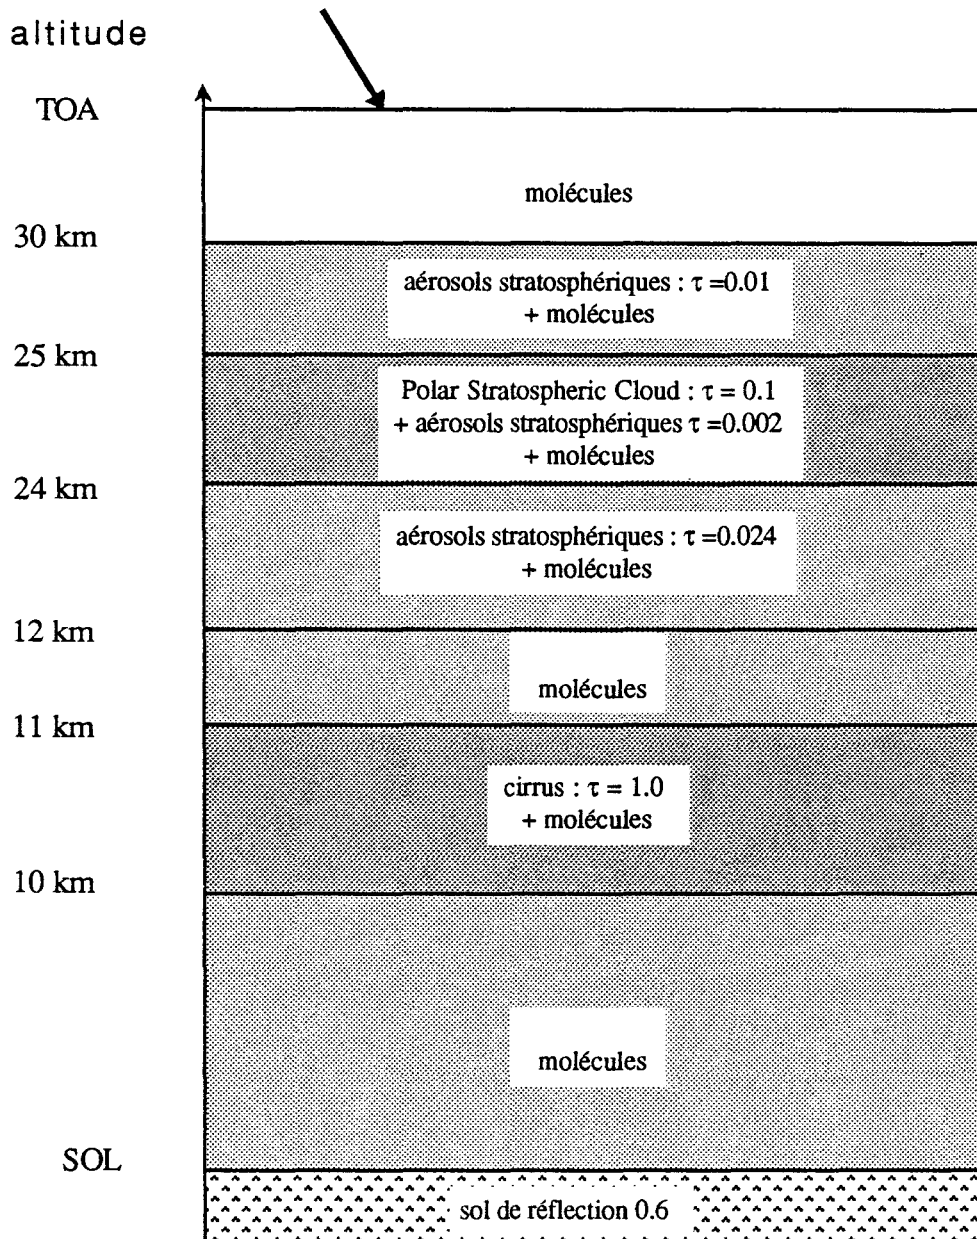 altitude
TOA
molécules
30 km
aérosols stratosphériques : τ =0.01
+ molécules
25 km
Polar Stratospheric Cloud : τ = 0.1
+ aérosols stratosphériques τ =0.002
+ molécules
24 km
aérosols stratosphériques : τ =0.024
+ molécules
12 km
molécules
11 km
cirrus : τ = 1.0
+ molécules
10 km
molécules
SOL
sol de réflection 0.6